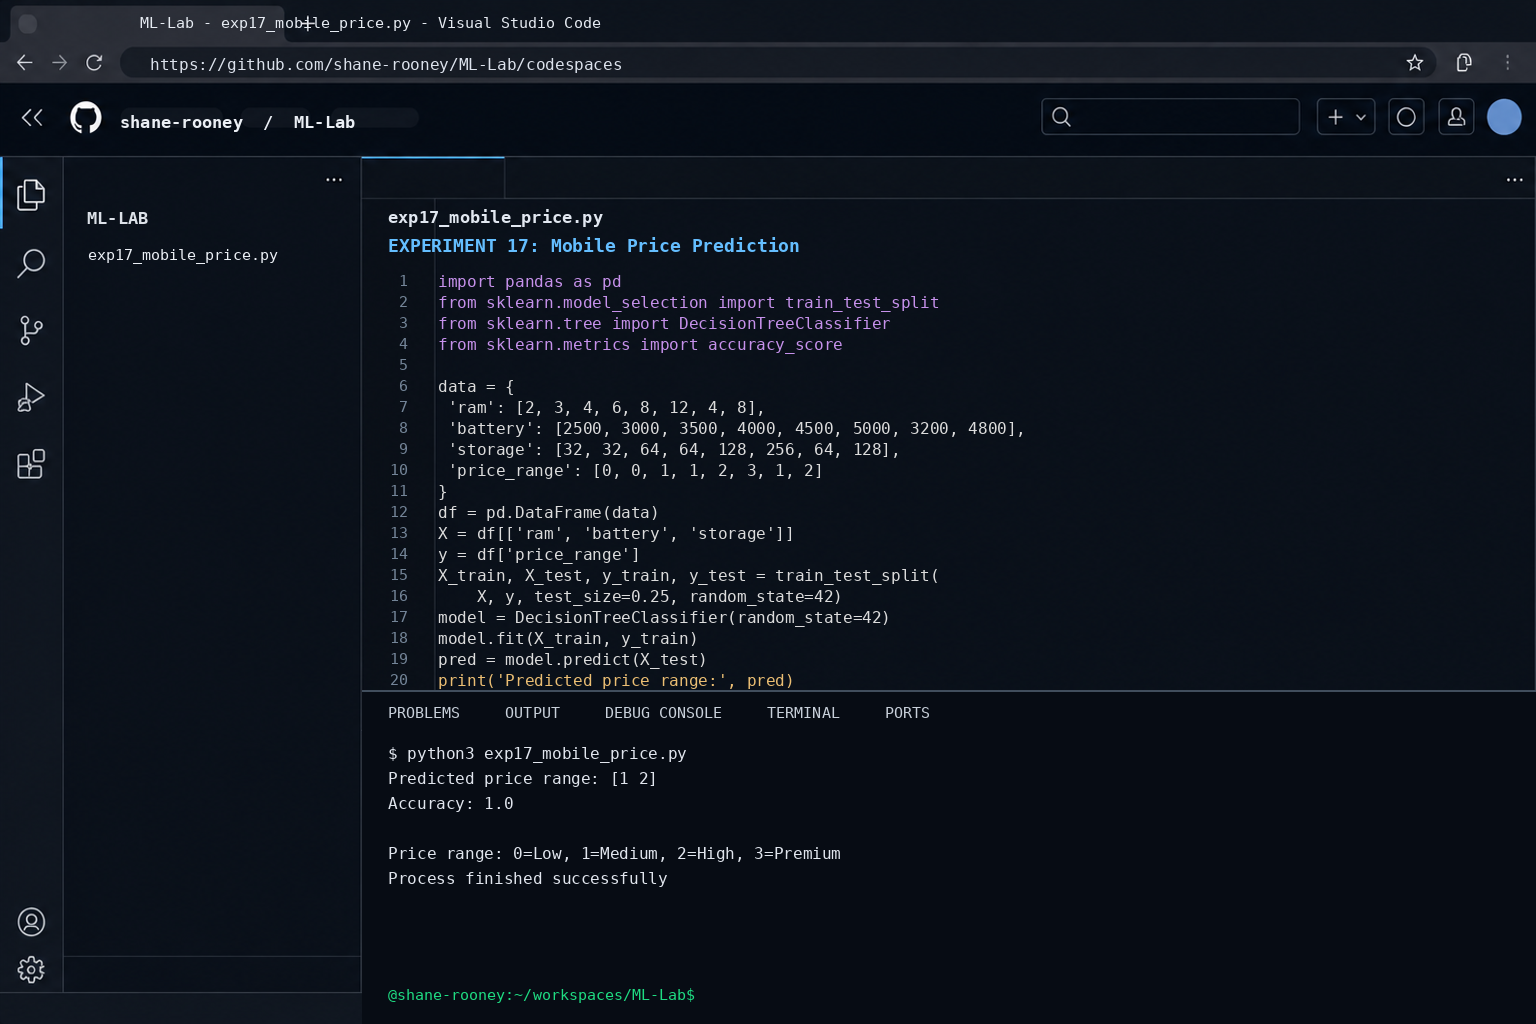 ML-Lab - exp17_mobile_price.py - Visual Studio Code
https://github.com/shane-rooney/ML-Lab/codespaces
shane-rooney / ML-Lab
ML-LAB
exp17_mobile_price.py
exp17_mobile_price.py
EXPERIMENT 17: Mobile Price Prediction
1 import pandas as pd
2 from sklearn.model_selection import train_test_split
3 from sklearn.tree import DecisionTreeClassifier
4 from sklearn.metrics import accuracy_score
5
6 data = {
7  'ram': [2, 3, 4, 6, 8, 12, 4, 8],
8  'battery': [2500, 3000, 3500, 4000, 4500, 5000, 3200, 4800],
9  'storage': [32, 32, 64, 64, 128, 256, 64, 128],
10  'price_range': [0, 0, 1, 1, 2, 3, 1, 2]
11 }
12 df = pd.DataFrame(data)
13 X = df[['ram', 'battery', 'storage']]
14 y = df['price_range']
15 X_train, X_test, y_train, y_test = train_test_split(
16     X, y, test_size=0.25, random_state=42)
17 model = DecisionTreeClassifier(random_state=42)
18 model.fit(X_train, y_train)
19 pred = model.predict(X_test)
20 print('Predicted price range:', pred)
PROBLEMS OUTPUT DEBUG CONSOLE TERMINAL PORTS
$ python3 exp17_mobile_price.py
Predicted price range: [1 2]
Accuracy: 1.0
Price range: 0=Low, 1=Medium, 2=High, 3=Premium
Process finished successfully
@shane-rooney:~/workspaces/ML-Lab$